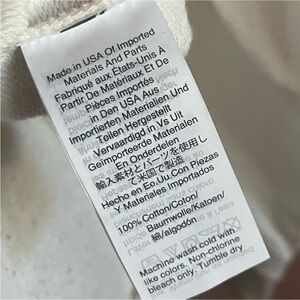 Made in USA Of Imported
Materials And Parts
Fabriqué aux États-Unis À
Partir De Matériaux Et De
Pièces Importés
In Den USA Aus
Importierten Materialien Und
Teilen Hergestellt
Vervaardigd in Vs Uit
Geïmporteerde Materialen
En Onderdelen
輸入素材とパーツを使用し
て米国で製造
Hecho en Eo.Uu.Con Piezas
Y Materiales Importados
100% Cotton/Coton/
Baumwolle/Katoen/
綿/algodón
Machine wash cold with
like colors. Non-chlorine
bleach only. Tumble dry